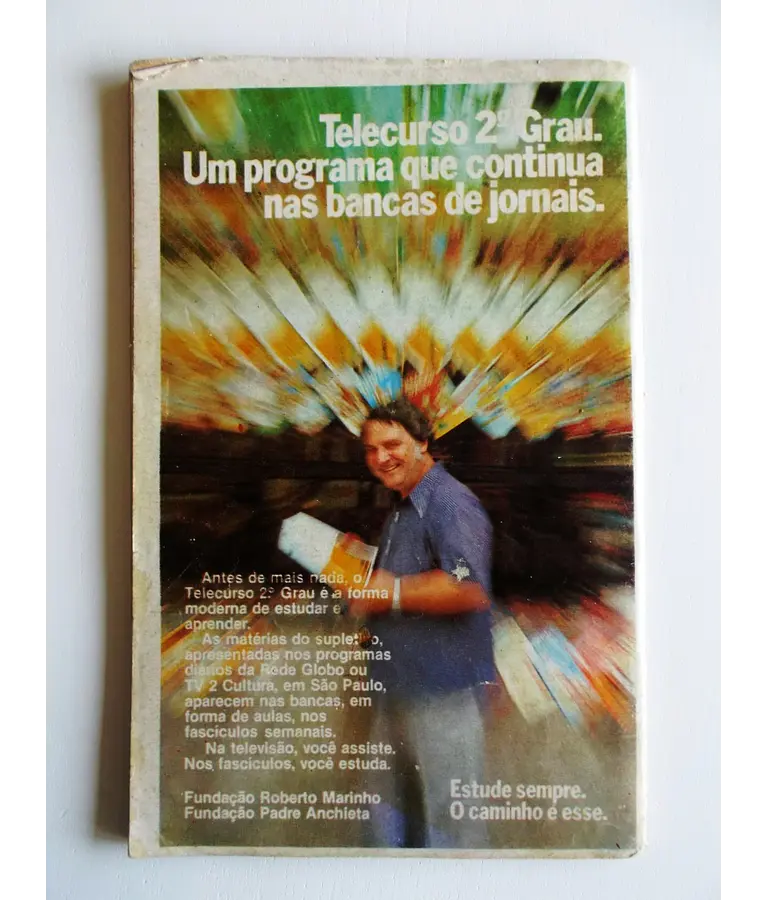 Telecurso 2º Grau.
Um programa que continua
nas bancas de jornais.
Antes de mais nada, o
Telecurso 2º Grau é a forma
moderna de estudar e
aprender.
As matérias do supletivo,
apresentadas nos programas
diários da Rede Globo ou
TV 2 Cultura, em São Paulo,
aparecem nas bancas, em
forma de aulas, nos
fascículos semanais.
Na televisão, você assiste.
Nos fascículos, você estuda.
Fundação Roberto Marinho
Fundação Padre Anchieta
Estude sempre.
O caminho é esse.